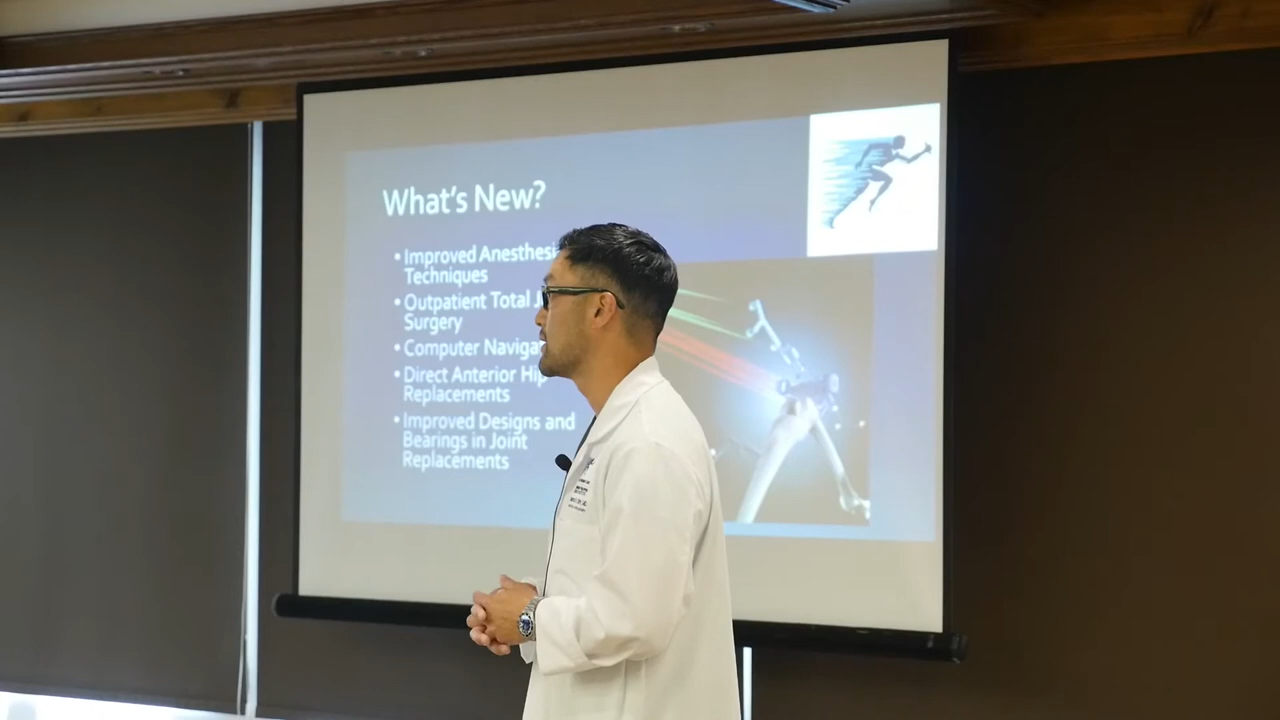 What's New?
• Improved Anesthesi
Techniques
• Outpatient Total J
Surgery
• Computer Naviga
• Direct Anterior Hip
Replacements
• Improved Designs and
Bearings in Joint
Replacements